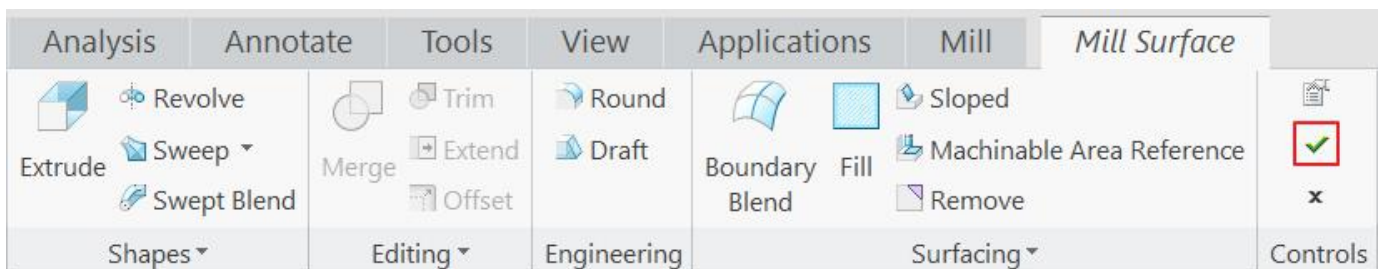 Analysis Annotate Tools View Applications Mill Mill Surface
Extrude
Revolve
Sweep
Swept Blend
Merge
Trim
Extend
Offset
Round
Draft
Boundary
Blend
Fill
Sloped
Machinable Area Reference
Remove
Shapes Editing Engineering Surfacing Controls